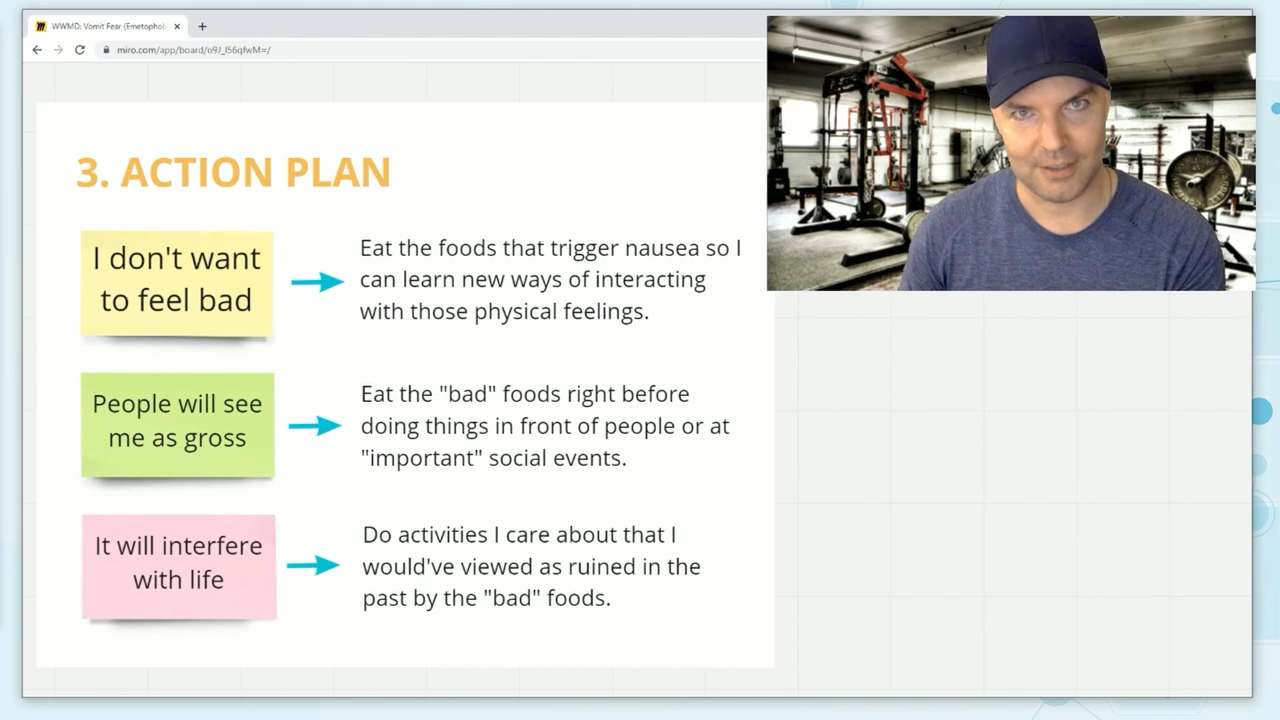 WWMD: Vomit Fear (Emetophob
miro.com/app/board/o9J_l56qfwM=/
3. ACTION PLAN
I don't want
to feel bad
Eat the foods that trigger nausea so I
can learn new ways of interacting
with those physical feelings.
People will see
me as gross
Eat the "bad" foods right before
doing things in front of people or at
"important" social events.
It will interfere
with life
Do activities I care about that I
would've viewed as ruined in the
past by the "bad" foods.